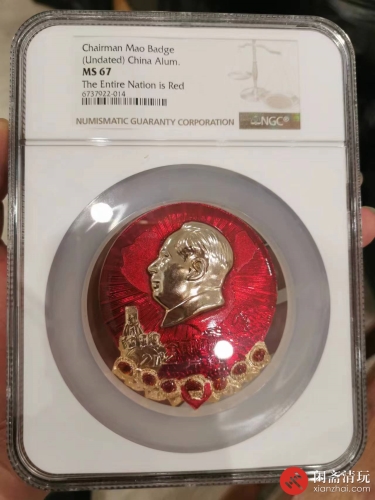 Chairman Mao Badge
(Undated) China Alum.
MS 67
The Entire Nation is Red
6737922-014
NUMISMATIC GUARANTY CORPORATION
NGC®
闲斋清玩
xianzhai.com